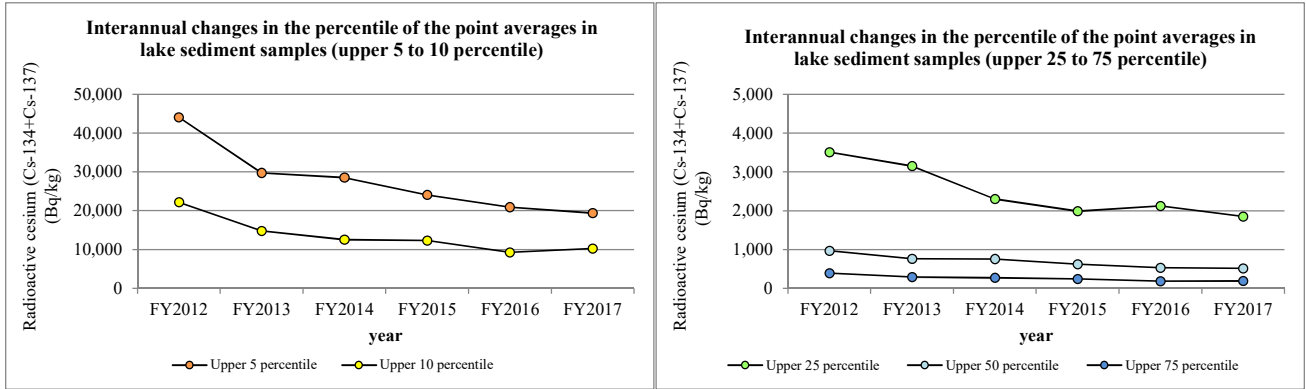 Interannual changes in the percentile of the point averages in
lake sediment samples (upper 5 to 10 percentile)
Radioactive cesium (Cs-134+Cs-137)
(Bq/kg)
50,000
40,000
30,000
20,000
10,000
0
FY2012 FY2013 FY2014 FY2015 FY2016 FY2017
year
Upper 5 percentile Upper 10 percentile
Interannual changes in the percentile of the point averages in
lake sediment samples (upper 25 to 75 percentile)
Radioactive cesium (Cs-134+Cs-137)
(Bq/kg)
5,000
4,000
3,000
2,000
1,000
0
FY2012 FY2013 FY2014 FY2015 FY2016 FY2017
year
Upper 25 percentile Upper 50 percentile Upper 75 percentile